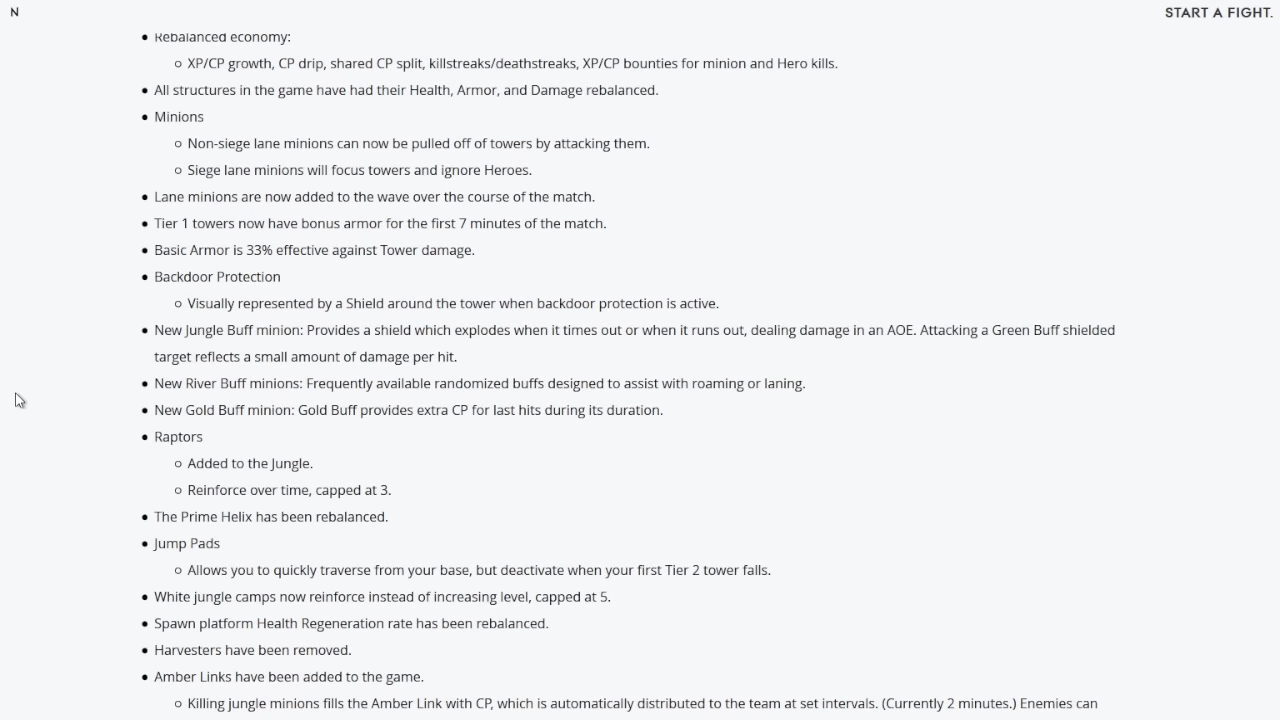 N
START A FIGHT.
Rebalanced economy:
XP/CP growth, CP drip, shared CP split, killstreaks/deathstreaks, XP/CP bounties for minion and Hero kills.
All structures in the game have had their Health, Armor, and Damage rebalanced.
Minions
Non-siege lane minions can now be pulled off of towers by attacking them.
Siege lane minions will focus towers and ignore Heroes.
Lane minions are now added to the wave over the course of the match.
Tier 1 towers now have bonus armor for the first 7 minutes of the match.
Basic Armor is 33% effective against Tower damage.
Backdoor Protection
Visually represented by a Shield around the tower when backdoor protection is active.
New Jungle Buff minion: Provides a shield which explodes when it times out or when it runs out, dealing damage in an AOE. Attacking a Green Buff shielded
target reflects a small amount of damage per hit.
New River Buff minions: Frequently available randomized buffs designed to assist with roaming or laning.
New Gold Buff minion: Gold Buff provides extra CP for last hits during its duration.
Raptors
Added to the Jungle.
Reinforce over time, capped at 3.
The Prime Helix has been rebalanced.
Jump Pads
Allows you to quickly traverse from your base, but deactivate when your first Tier 2 tower falls.
White jungle camps now reinforce instead of increasing level, capped at 5.
Spawn platform Health Regeneration rate has been rebalanced.
Harvesters have been removed.
Amber Links have been added to the game.
Killing jungle minions fills the Amber Link with CP, which is automatically distributed to the team at set intervals. (Currently 2 minutes.) Enemies can